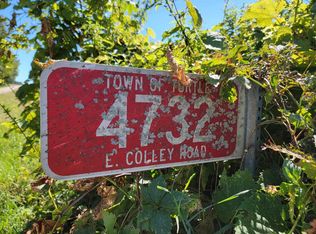 TOWN OF TURTLE
4732
E. COLLEY ROAD